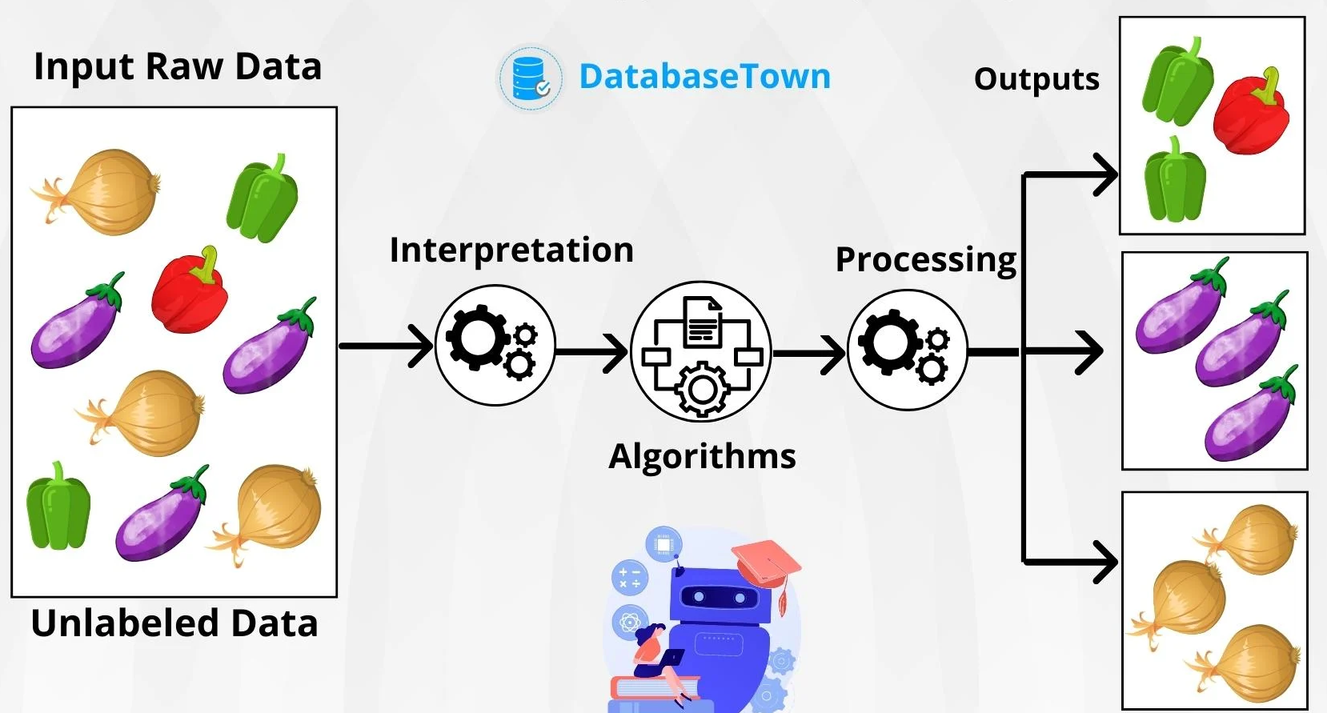 Input Raw Data
DatabaseTown
Outputs
Interpretation
Processing
Algorithms
Unlabeled Data